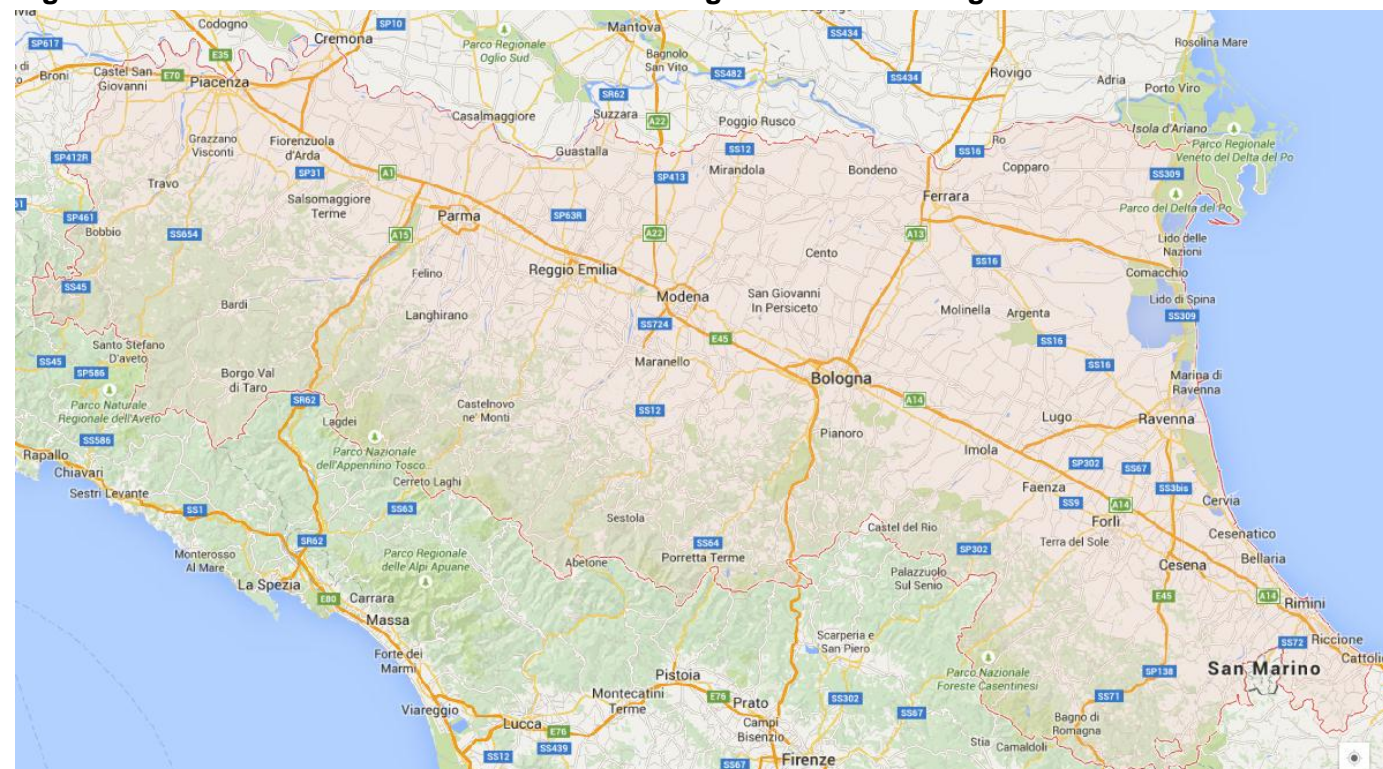 Codogno
SP10
Cremona
Mantova
SS434
Rosolina Mare
SP617
E35
Parco Regionale
Oglio Sud
Bagnolo
San Vito
SS482
SS434
Rovigo
Adria
Porto Viro
Broni
Castel San
Giovanni
E70
Piacenza
SR62
Casalmaggiore
Suzzara
A22
Poggio Rusco
Isola d'Ariano
Parco Regionale
Veneto del Delta del Po
Grazzano
Visconti
Fiorenzuola
d'Arda
SP412R
SP31
A1
Guastalla
SS12
Mirandola
SP413
Bondeno
SS16
Ro
Copparo
SS309
Travo
Salsomaggiore
Terme
Parma
SP63R
Ferrara
Parco del Delta del Po
SP461
Bobbio
SS654
A15
A22
A13
Cento
Lido delle
Nazioni
SS16
Comacchio
Felino
Reggio Emilia
SS45
Bardi
Langhirano
Modena
San Giovanni
In Persiceto
Molinella
Argenta
Lido di Spina
SS309
SS724
E45
SS16
Santo Stefano
D'aveto
SS45
SP586
Borgo Val
di Taro
Maranello
Bologna
SS16
Marina di
Ravenna
Parco Naturale
Regionale dell'Aveto
SR62
Lagdei
Castelnovo
ne' Monti
SS12
A14
Lugo
Ravenna
SS586
Rapallo
Chiavari
Sestri Levante
Parco Nazionale
dell'Appennino Tosco...
Cerreto Laghi
Pianoro
Imola
SP302
SS67
SS3bis
Faenza
SS9
A14
Cervia
SS1
SS63
Sestola
Castel del Rio
Forlì
Cesenatico
SR62
Monterosso
Al Mare
Parco Regionale
delle Alpi Apuane
Abetone
SS64
Porretta Terme
SP302
Terra del Sole
Palazzuolo
Sul Senio
Cesena
Bellaria
La Spezia
E80
Carrara
Massa
E45
A14
Rimini
Forte dei
Marmi
Scarperia e
San Piero
SS72
Riccione
Pistoia
Parco Nazionale
Foreste Casentinesi
SP138
San Marino
Cattoli
Viareggio
Montecatini
Terme
E76
Prato
SS302
SS67
SS71
Lucca
E76
Campi
Bisenzio
Bagno di
Romagna
SS12
SS439
SS67
Firenze
Stia
Camaldoli